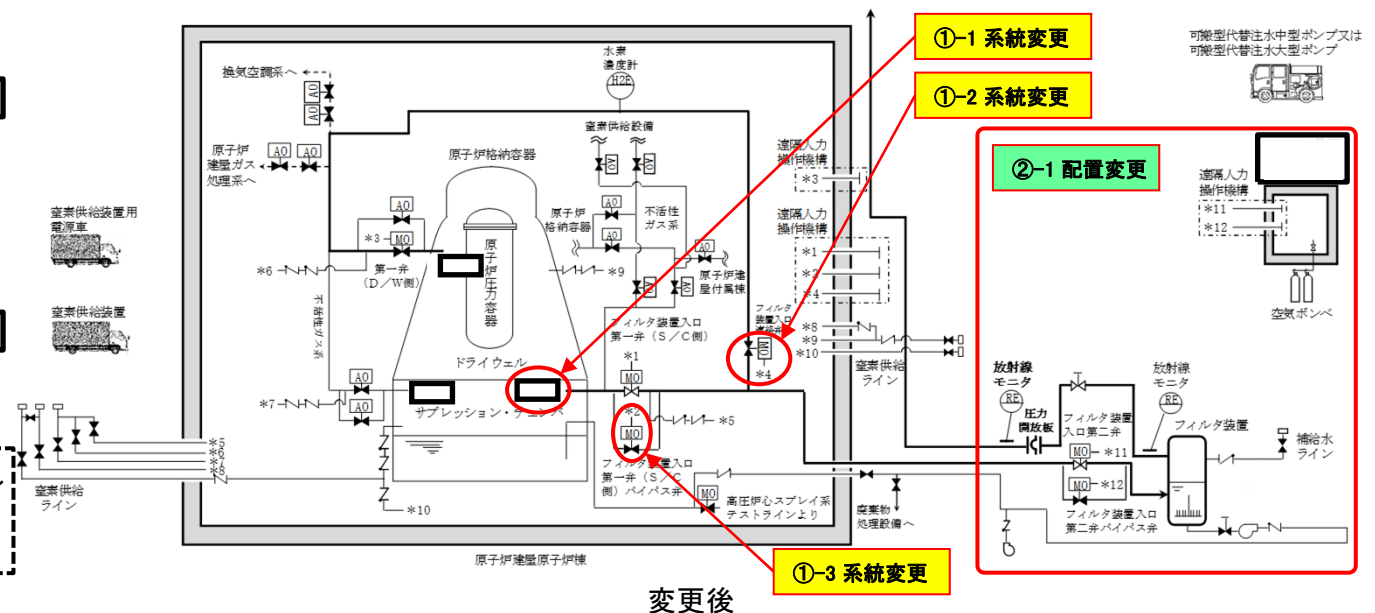 ①-1 系統変更
①-2 系統変更
可搬型代替注水中型ポンプ又は
可搬型代替注水大型ポンプ
水素
濃度計
H2E
換気空調系へ
AO
AO
窒素供給設備
AO
AO
原子炉
建屋ガス
処理系へ
AO
AO
原子炉格納容器
遠隔人力
操作機構
*3
②-1 配置変更
遠隔人力
操作機構
*11
*12
窒素供給装置用
電源車
AO
*3
MO
第一弁
(D/W側)
*6
原子炉圧力容器
原子炉
格納容器
AO
AO
不活性
ガス系
AO
原子炉建
屋付属棟
*9
AO
AO
遠隔人力
操作機構
*1
*2
*4
空気ボンベ
窒素供給装置
不活性ガス系
フィルタ装置入口
第一弁(S/C側)
フィルタ
装置入口
連絡弁
MO
*4
*8
*9
*10
窒素供給
ライン
ドライウェル
*1
MO
AO
*7
AO
サプレッション・チェンバ
*2
MO
*5
フィルタ装置入口
第一弁(S/C
側)バイパス弁
放射線
モニタ
RE
圧力
開放板
放射線
モニタ
RE
フィルタ装置
入口第二弁
フィルタ装置
MO
*11
MO
*12
フィルタ装置入口
第二弁バイパス弁
補給水
ライン
*5
*6
*7
*8
窒素供給
ライン
*10
MO
高圧炉心スプレイ系
テストラインより
廃棄物
処理設備へ
原子炉建屋原子炉棟
①-3 系統変更
変更後